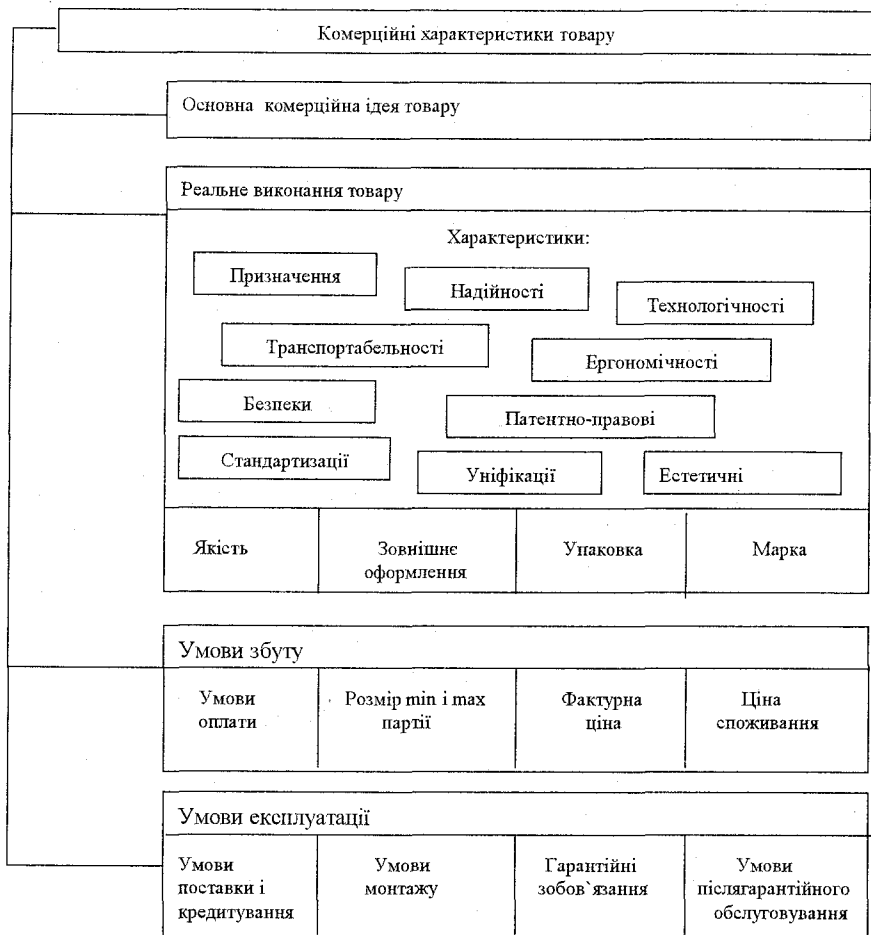 Комерційні характеристики товару
Основна комерційна ідея товару
Реальне виконання товару
Характеристики:
Призначення
Надійності
Технологічності
Транспортабельності
Ергономічності
Безпеки
Патентно-правові
Стандартизації
Уніфікації
Естетичні
Якість
Зовнішнє
оформлення
Упаковка
Марка
Умови збуту
Умови
оплати
Розмір min і max
партії
Фактурна
ціна
Ціна
споживання
Умови експлуатації
Умови
поставки і
кредитування
Умови
монтажу
Гарантійні
зобов`язання
Умови
післягарантійного
обслуговування